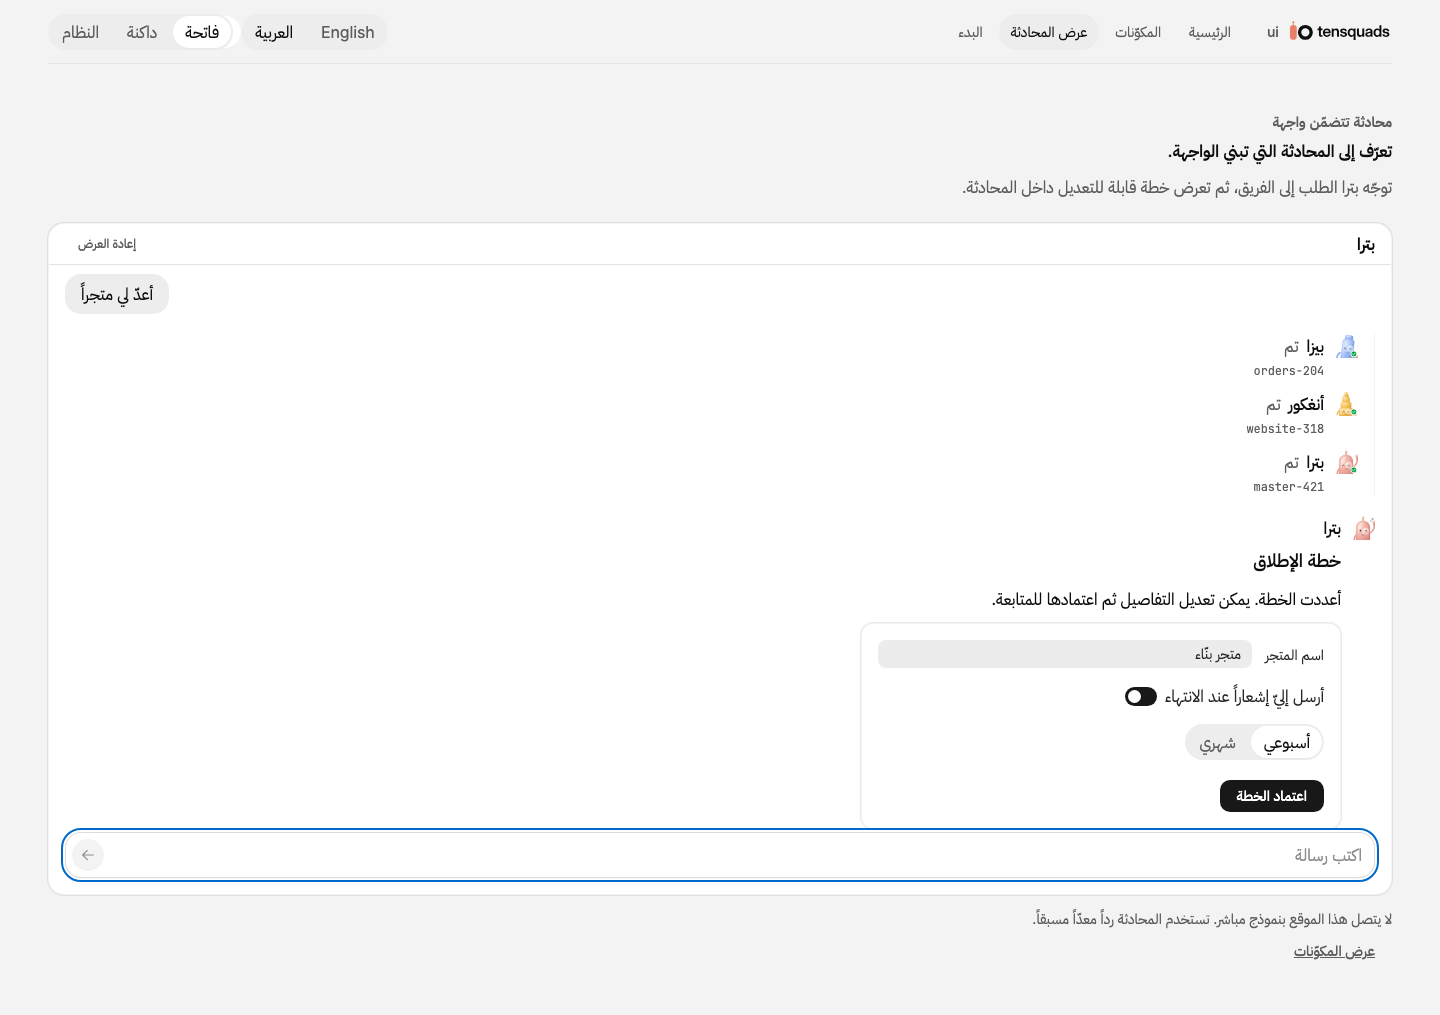 tensquads ui
الرئيسية
المكوّنات
عرض المحادثة
البدء
English
العربية
فاتحة
داكنة
النظام
محادثة تتضمّن واجهة
تعرّف إلى المحادثة التي تبني الواجهة.
توجّه بترا الطلب إلى الفريق، ثم تعرض خطة قابلة للتعديل داخل المحادثة.
بترا
إعادة العرض
أعدّ لي متجراً
بيزا تم
orders-204
أنغكور تم
website-318
بترا تم
master-421
بترا
خطة الإطلاق
أعددت الخطة. يمكن تعديل التفاصيل ثم اعتمادها للمتابعة.
اسم المتجر
متجر بنّاء
أرسل إليّ إشعاراً عند الانتهاء
أسبوعي
شهري
اعتماد الخطة
اكتب رسالة
لا يتصل هذا الموقع بنموذج مباشر. تستخدم المحادثة رداً معدّاً مسبقاً.
عرض المكوّنات